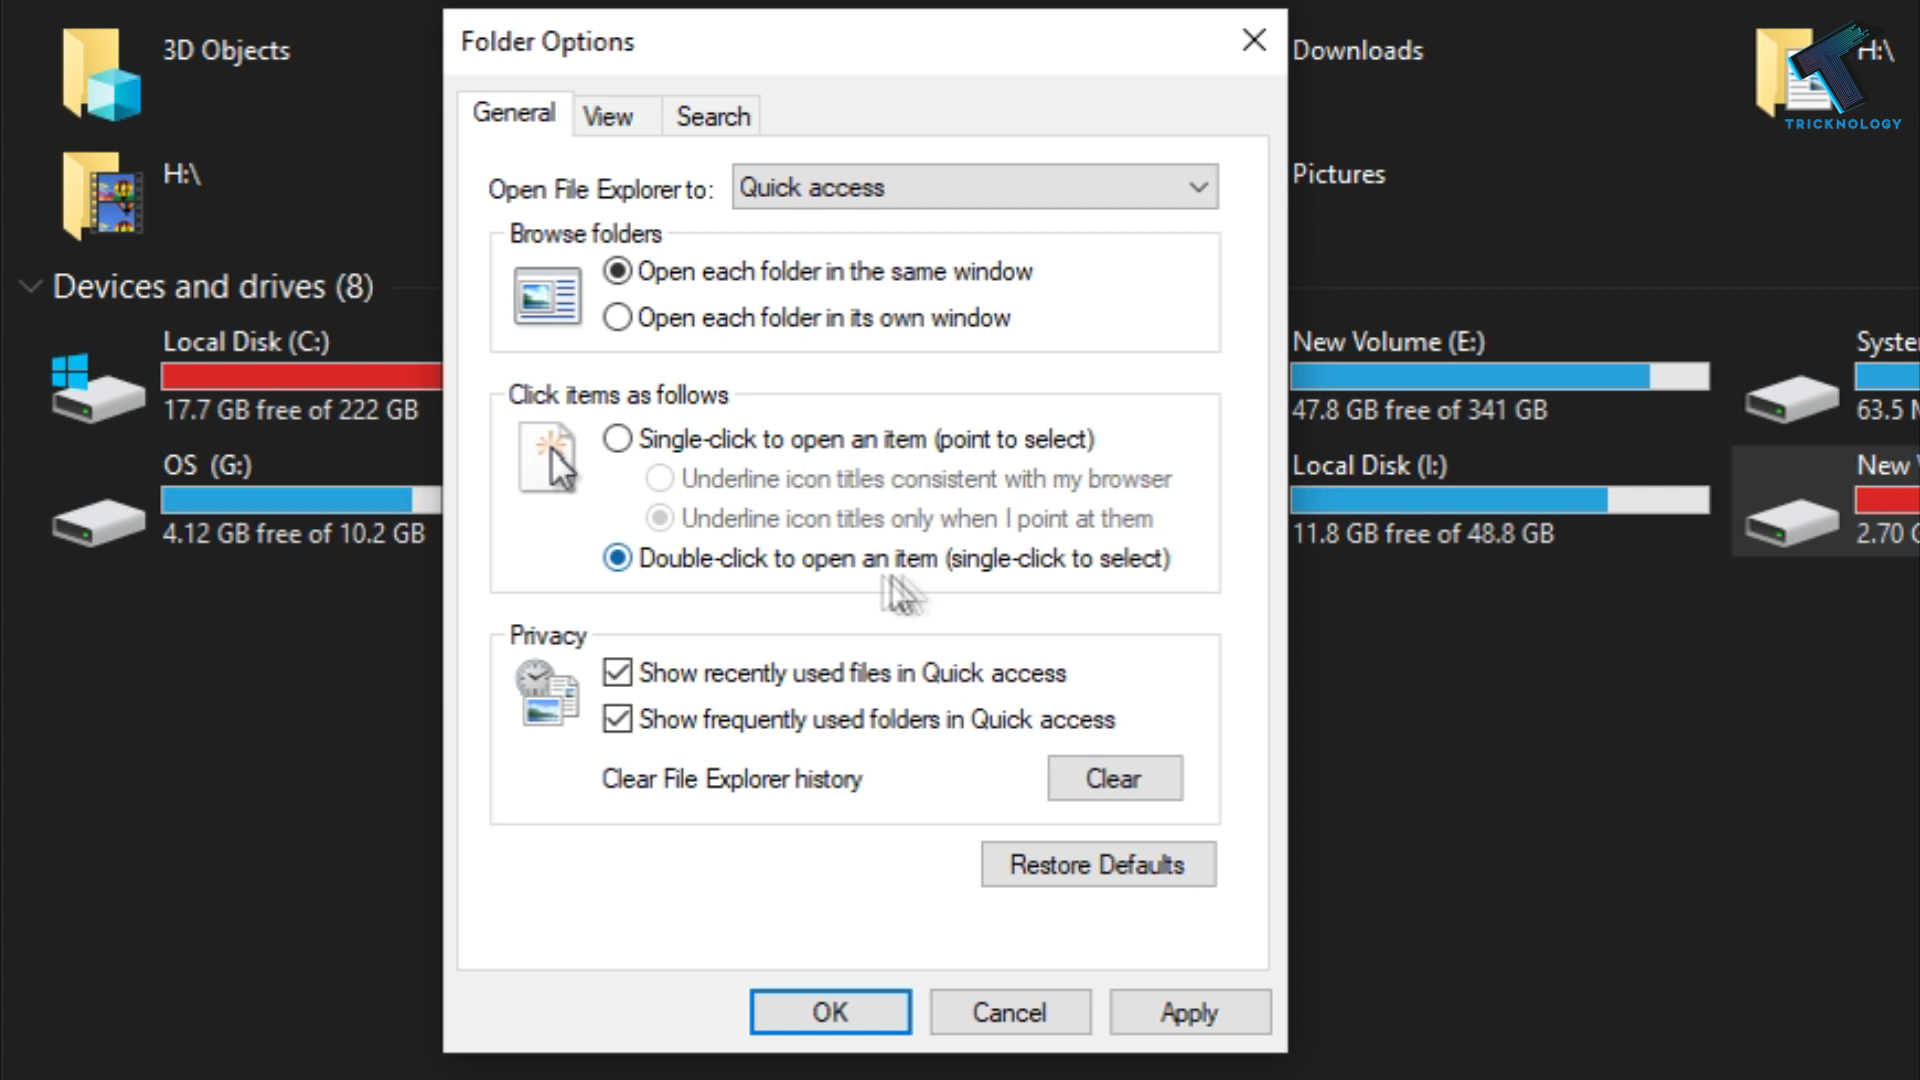 3D Objects
Downloads
H:\
TRICKNOLOGY
H:\
Pictures
Devices and drives (8)
Local Disk (C:)
17.7 GB free of 222 GB
New Volume (E:)
47.8 GB free of 341 GB
Syste
63.5 M
OS (G:)
4.12 GB free of 10.2 GB
Local Disk (I:)
11.8 GB free of 48.8 GB
New
2.70
Folder Options
General
View
Search
Open File Explorer to:
Quick access
Browse folders
Open each folder in the same window
Open each folder in its own window
Click items as follows
Single-click to open an item (point to select)
Underline icon titles consistent with my browser
Underline icon titles only when I point at them
Double-click to open an item (single-click to select)
Privacy
Show recently used files in Quick access
Show frequently used folders in Quick access
Clear File Explorer history
Clear
Restore Defaults
OK
Cancel
Apply